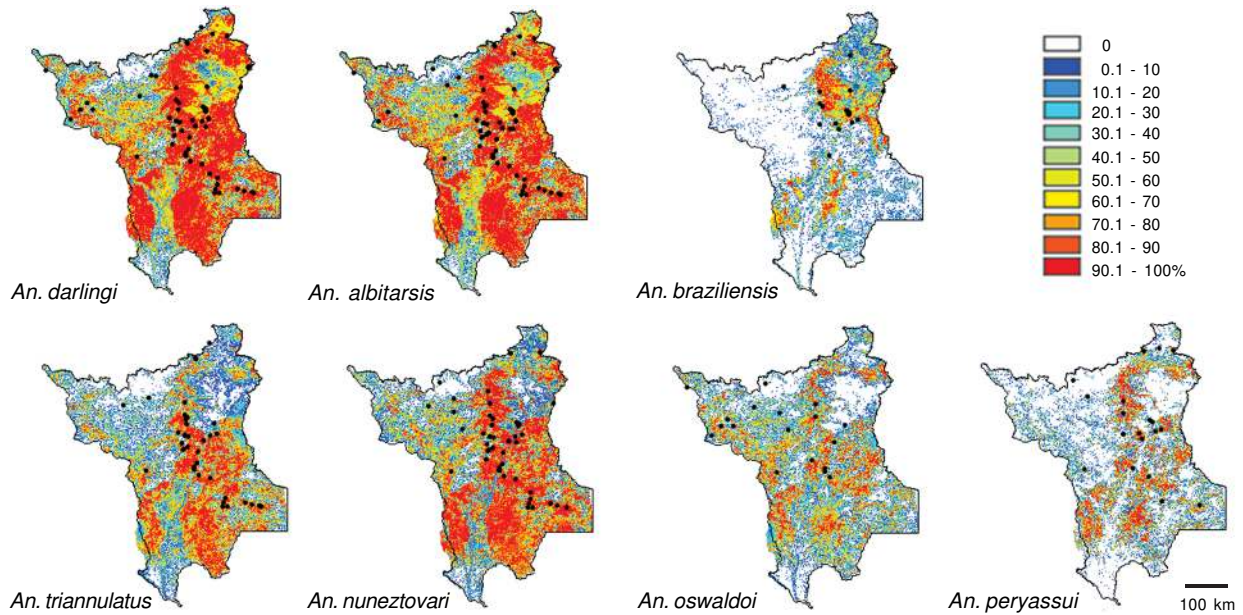 0
0.1 - 10
10.1 - 20
20.1 - 30
30.1 - 40
40.1 - 50
50.1 - 60
60.1 - 70
70.1 - 80
80.1 - 90
90.1 - 100%
An. darlingi
An. albitarsis
An. braziliensis
An. triannulatus
An. nuneztovari
An. oswaldoi
An. peryassui
100 km